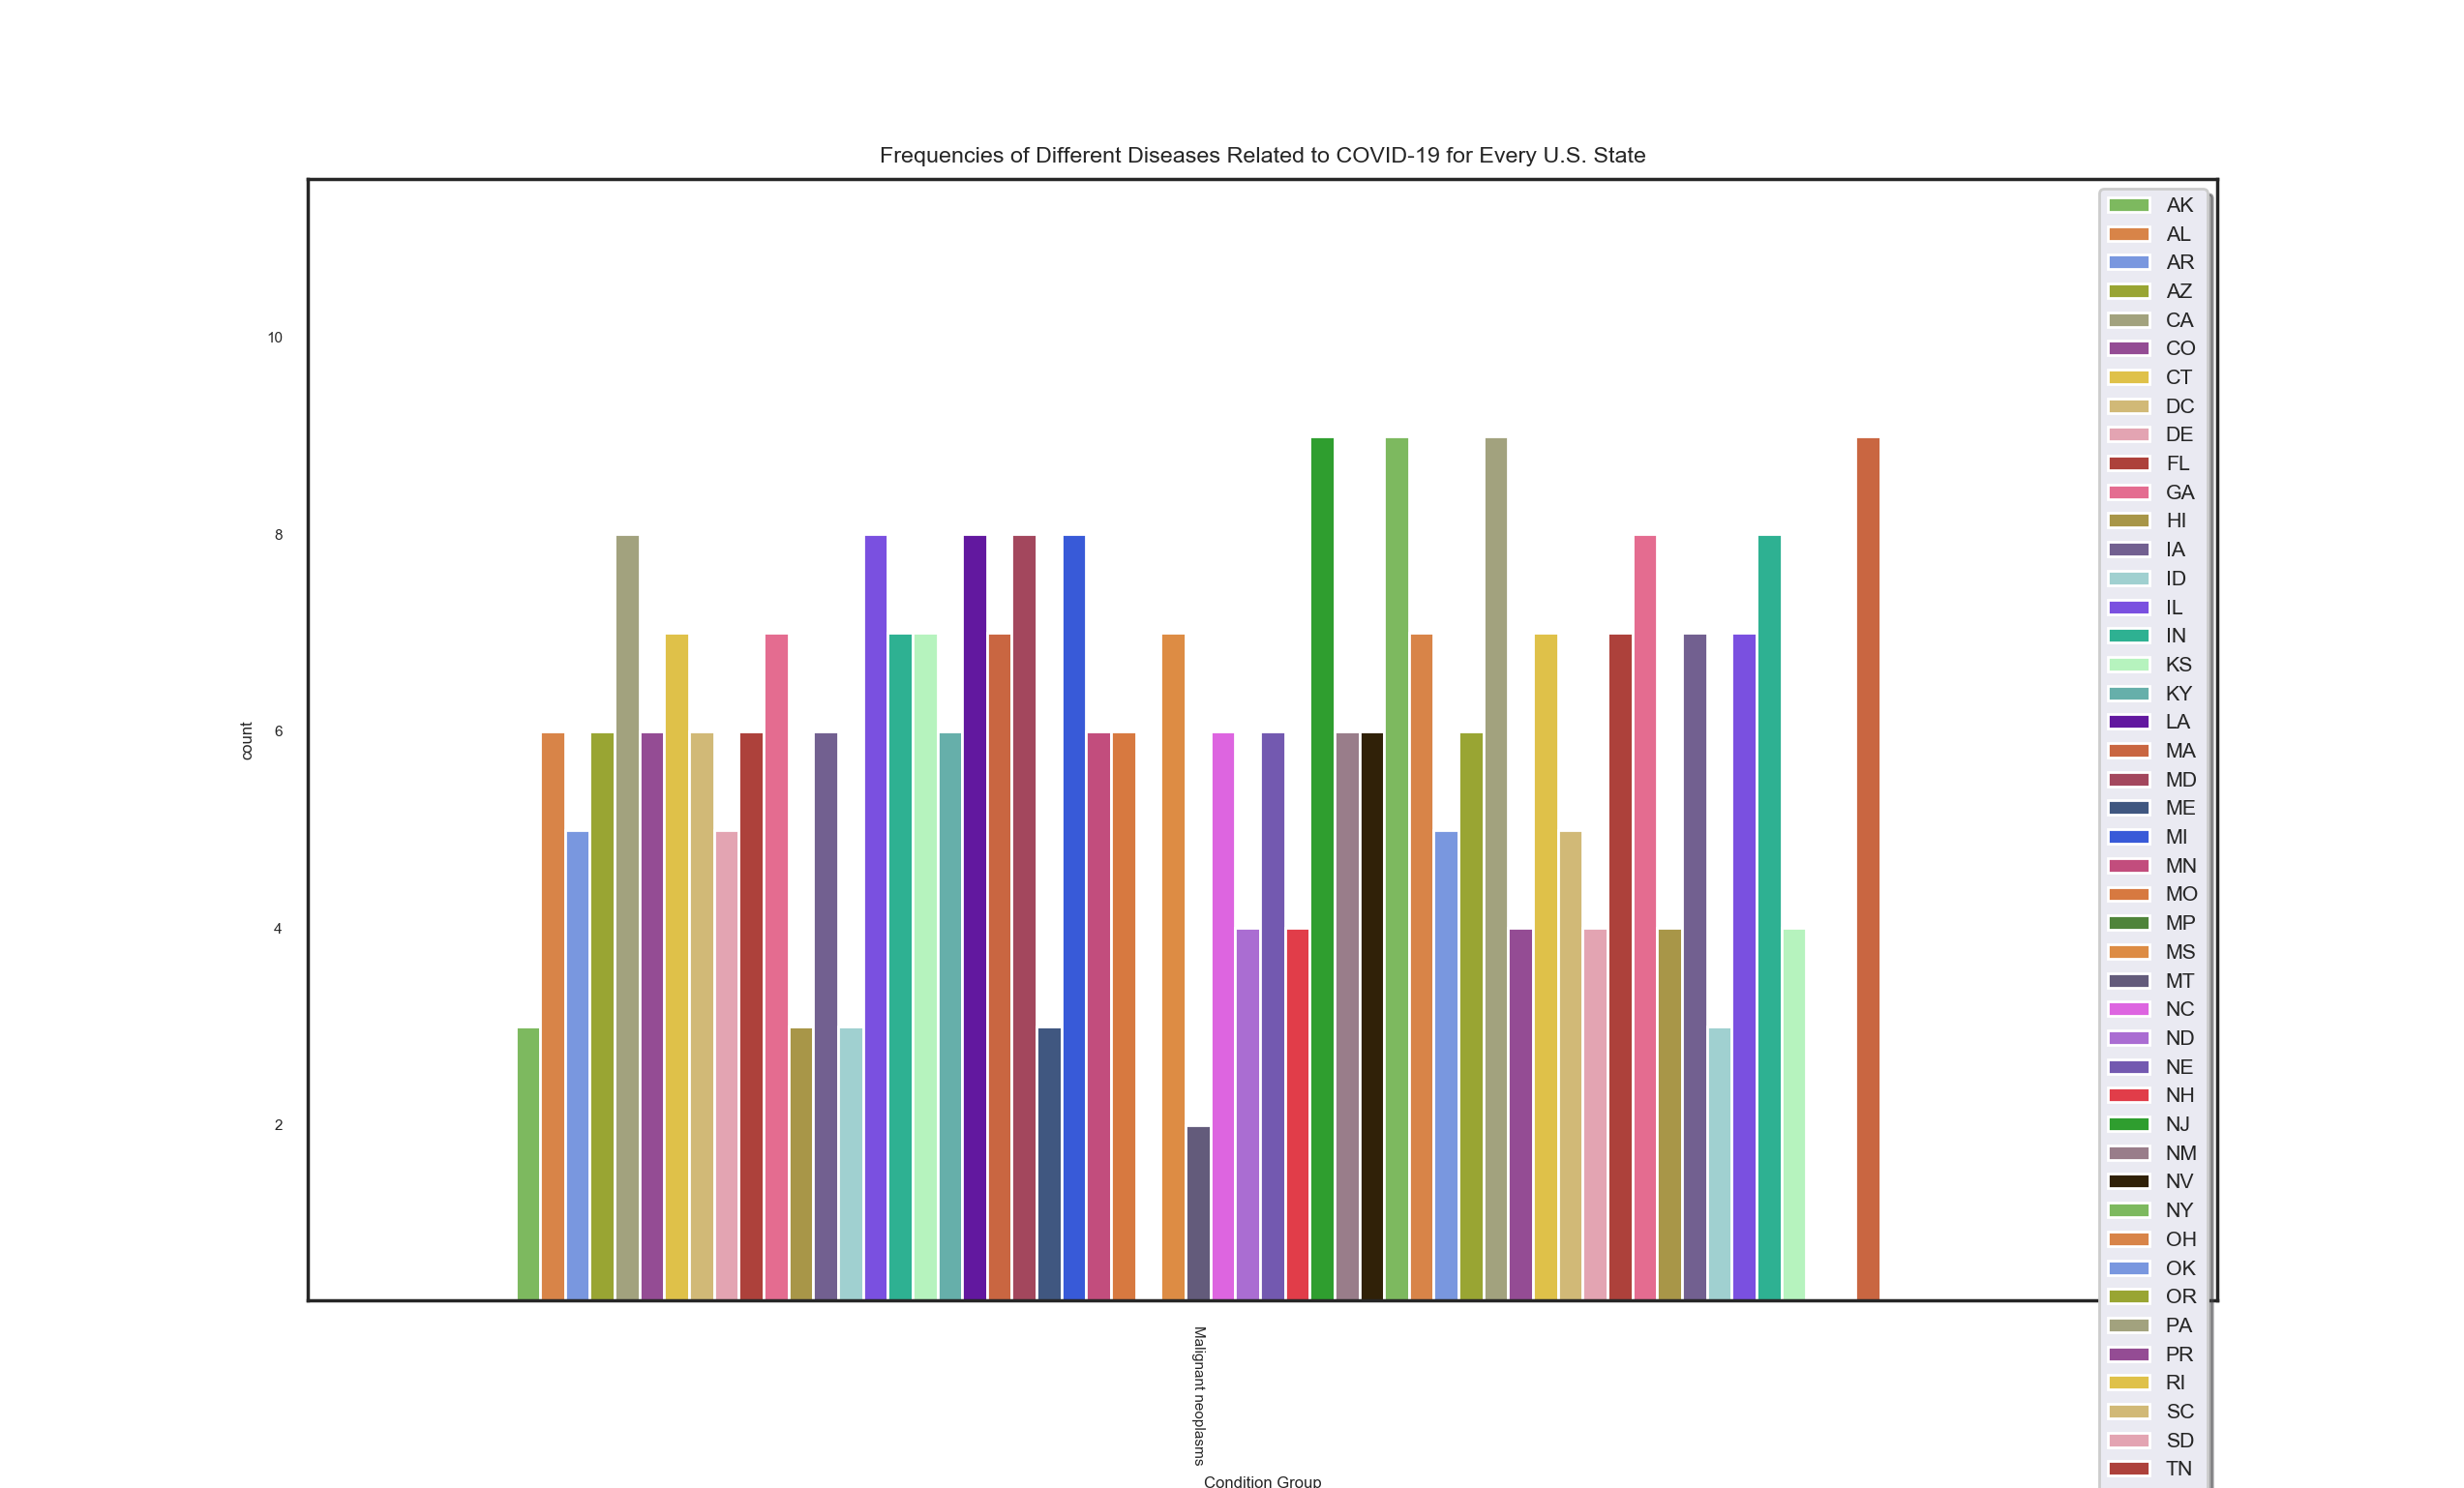 Frequencies of Different Diseases Related to COVID-19 for Every U.S. State
10
8
6
4
2
count
Malignant neoplasms
Condition Group
AK
AL
AR
AZ
CA
CO
CT
DC
DE
FL
GA
HI
IA
ID
IL
IN
KS
KY
LA
MA
MD
ME
MI
MN
MO
MP
MS
MT
NC
ND
NE
NH
NJ
NM
NV
NY
OH
OK
OR
PA
PR
RI
SC
SD
TN